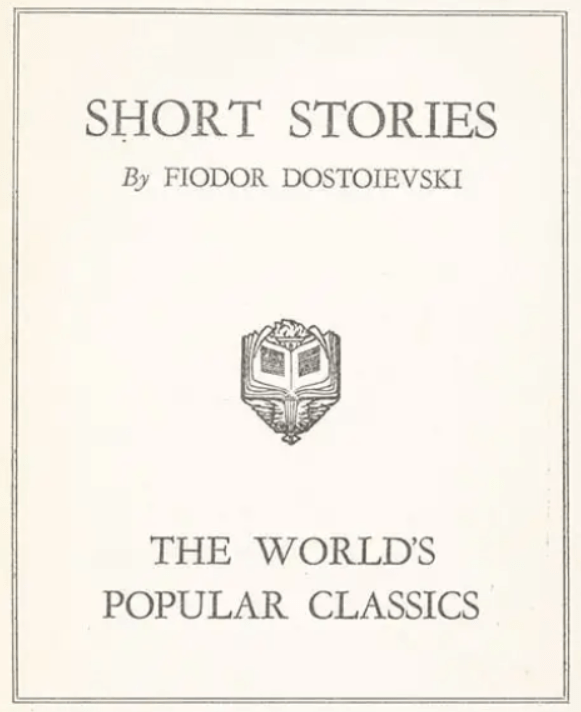 SHORT STORIES
By FIODOR DOSTOIEVSKI
THE WORLD'S
POPULAR CLASSICS